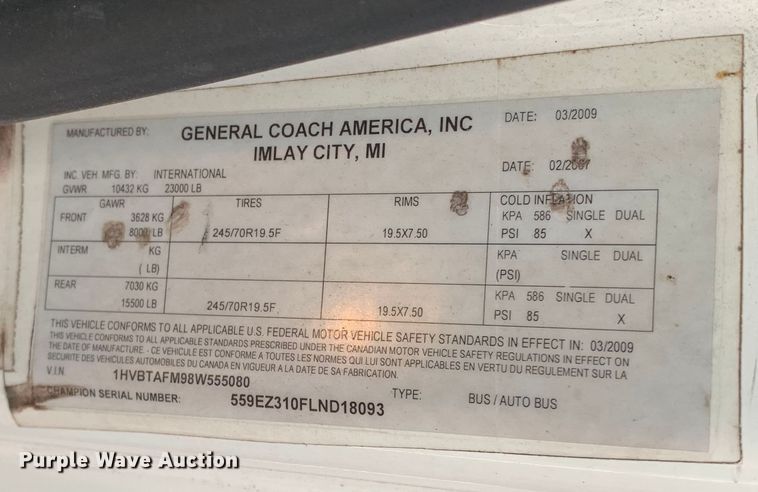 MANUFACTURED BY: GENERAL COACH AMERICA, INC DATE: 03/2009
IMLAY CITY, MI
INC. VEH. MFG. BY: INTERNATIONAL DATE: 02/2007
GVWR 10432 KG 23000 LB
GAWR TIRES RIMS COLD INFLATION
FRONT 3628 KG KPA 586 SINGLE DUAL
8000 LB 245/70R19.5F 19.5X7.50 PSI 85 X
INTERM KG KPA SINGLE DUAL
( LB) (PSI)
REAR 7030 KG KPA 586 SINGLE DUAL
15500 LB 245/70R19.5F 19.5X7.50 PSI 85 X
THIS VEHICLE CONFORMS TO ALL APPLICABLE U.S. FEDERAL MOTOR VEHICLE SAFETY STANDARDS IN EFFECT IN: 03/2009
THIS VEHICLE CONFORMS TO ALL APPLICABLE STANDARDS PRESCRIBED UNDER THE CANADIAN MOTOR VEHICLE SAFETY REGULATIONS IN EFFECT ON
THE DATE OF MANUFACTURE. - CE VEHICULE EST CONFORME A TOUTES LES NORMES QUI LUI SONT APPLICABLES EN VERTU DU REGULEMENT SUR LA
SECURITE DES VEHICULES AUTOMOBILES DU CANADA EN VIGUEUR A LA DATE DE SA FABRICATION.
V.I.N. 1HVBTAFM98W555080
CHAMPION SERIAL NUMBER: 559EZ310FLND18093 TYPE: BUS / AUTO BUS
Purple Wave Auction